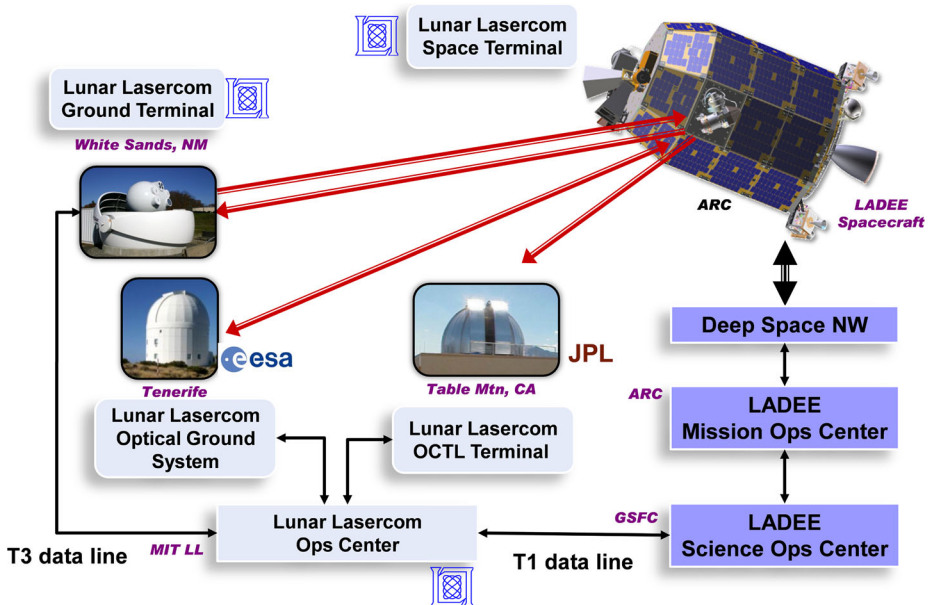 Lunar Lasercom
Space Terminal
Lunar Lasercom
Ground Terminal
White Sands, NM
ARC
LADEE
Spacecraft
esa
Tenerife
JPL
Table Mtn, CA
Deep Space NW
ARC
LADEE
Mission Ops Center
Lunar Lasercom
Optical Ground
System
Lunar Lasercom
OCTL Terminal
GSFC
LADEE
Science Ops Center
Lunar Lasercom
Ops Center
T3 data line
MIT LL
T1 data line